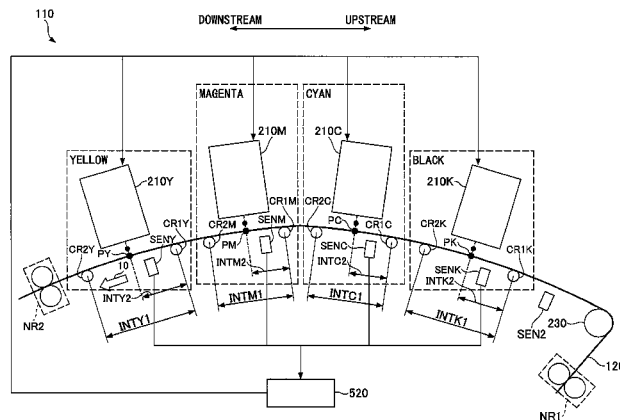 110
DOWNSTREAM UPSTREAM
MAGENTA CYAN
210M 210C
YELLOW BLACK
210Y 210K
CR1M CR2C
CR1Y CR2M SENM PC CR1C CR2K
CR2Y PY SENY PM SENC PK CR1K
10 INTM2 INTC2 SENK
INTY2 INTK2
NR2 INTY1 INTM1 INTC1 INTK1 SEN2 230
520 120
NR1